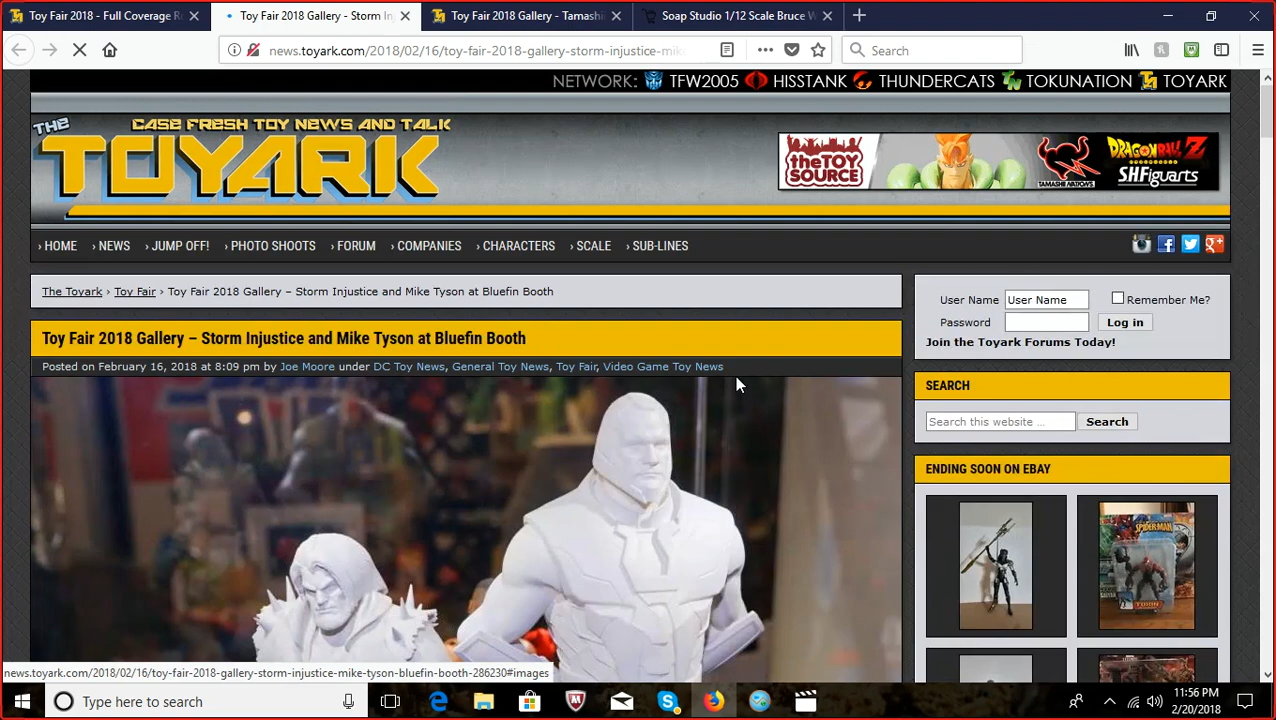 Toy Fair 2018 - Full Coverage R
Toy Fair 2018 Gallery - Storm In
Toy Fair 2018 Gallery - Tamashi
Soap Studio 1/12 Scale Bruce W
news.toyark.com/2018/02/16/toy-fair-2018-gallery-storm-injustice-mik
Search
NETWORK: TFW2005 HISSTANK THUNDERCATS TOKUNATION TOYARK
CASE FRESH TOY NEWS AND TALK
THE TOYARK
the TOY SOURCE
TAMASHII NATIONS
DRAGONBALL Z
SHFiguarts
› HOME › NEWS › JUMP OFF! › PHOTO SHOOTS › FORUM › COMPANIES › CHARACTERS › SCALE › SUB-LINES
The Toyark › Toy Fair › Toy Fair 2018 Gallery – Storm Injustice and Mike Tyson at Bluefin Booth
Toy Fair 2018 Gallery – Storm Injustice and Mike Tyson at Bluefin Booth
Posted on February 16, 2018 at 8:09 pm by Joe Moore under DC Toy News, General Toy News, Toy Fair, Video Game Toy News
User Name User Name Remember Me?
Password Log in
Join the Toyark Forums Today!
SEARCH
Search this website … Search
ENDING SOON ON EBAY
SPIDER-MAN
news.toyark.com/2018/02/16/toy-fair-2018-gallery-storm-injustice-mike-tyson-bluefin-booth-286230#images
Type here to search
11:56 PM
2/20/2018